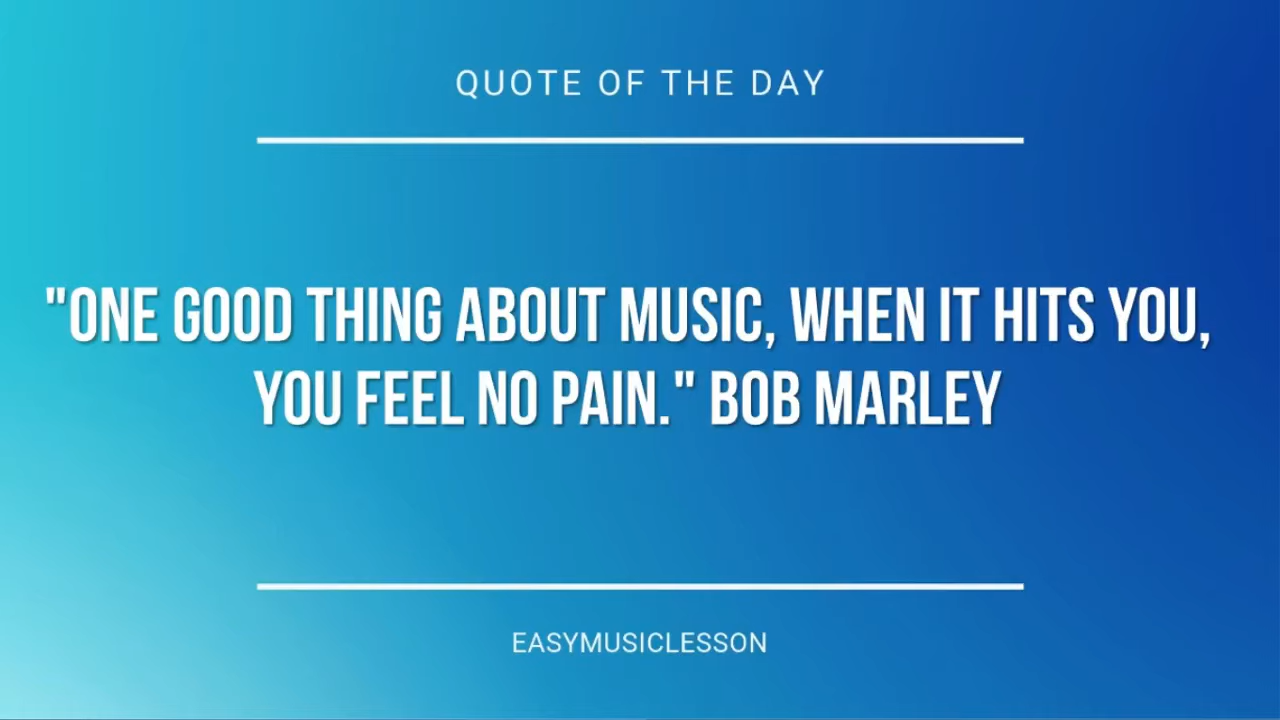 QUOTE OF THE DAY
"ONE GOOD THING ABOUT MUSIC, WHEN IT HITS YOU,
YOU FEEL NO PAIN." BOB MARLEY
EASYMUSICLESSON